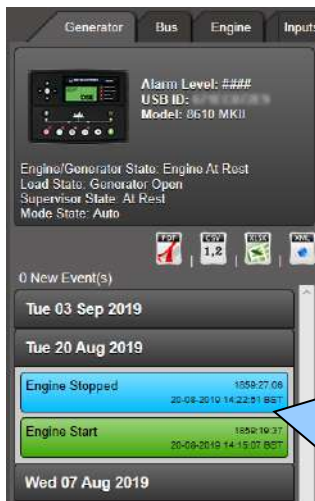 Generator Bus Engine Inputs
Alarm Level: ####
USB ID:
Model: 8610 MKII
Engine/Generator State: Engine At Rest
Load State: Generator Open
Supervisor State: At Rest
Mode State: Auto
PDF CSV 1,2 XLSX XML
0 New Event(s)
Tue 03 Sep 2019
Tue 20 Aug 2019
Engine Stopped 1859:27.06
20-08-2019 14:22:51 BST
Engine Start 1859:19.37
20-08-2019 14:15:07 BST
Wed 07 Aug 2019